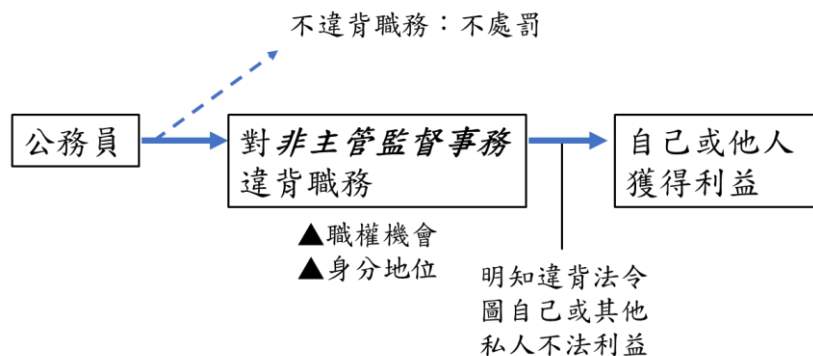 不違背職務：不處罰
公務員
對非主管監督事務
違背職務
自己或他人
獲得利益
▲職權機會
▲身分地位
明知違背法令
圖自己或其他
私人不法利益